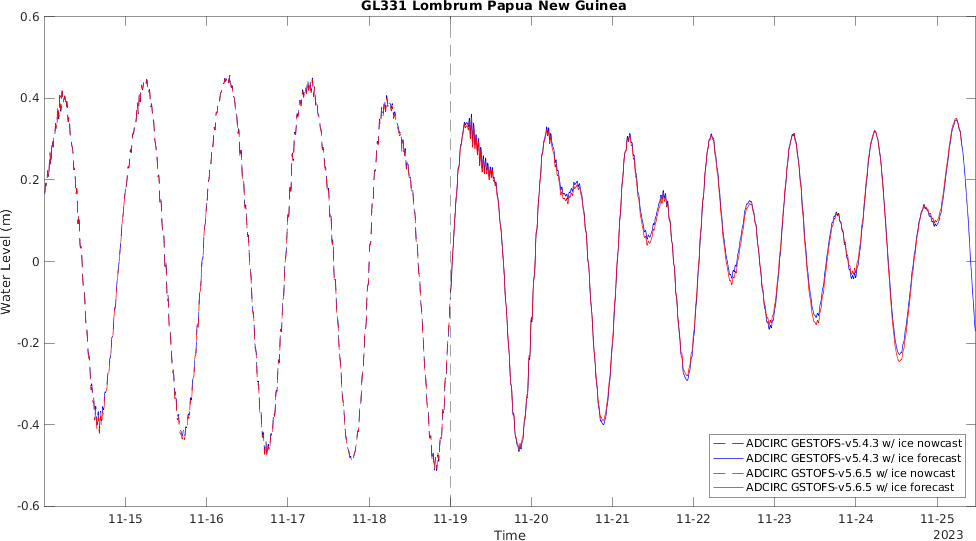 GL331 Lombrum Papua New Guinea
0.6
0.4
0.2
0
-0.2
-0.4
-0.6
Water Level (m)
ADCIRC GESTOFS-v5.4.3 w/ ice nowcast
ADCIRC GESTOFS-v5.4.3 w/ ice forecast
ADCIRC GSTOFS-v5.6.5 w/ ice nowcast
ADCIRC GSTOFS-v5.6.5 w/ ice forecast
11-15 11-16 11-17 11-18 11-19 11-20 11-21 11-22 11-23 11-24 11-25
Time
2023